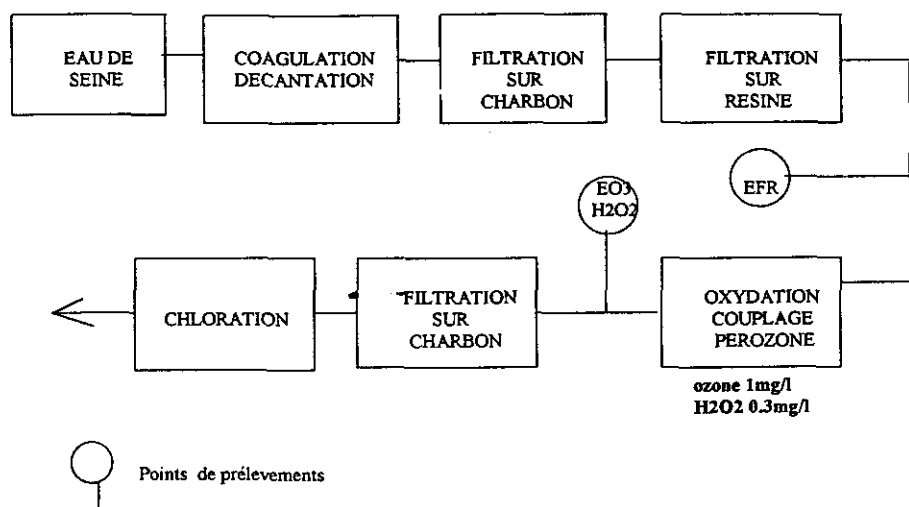 EAU DE
SEINE
COAGULATION
DECANTATION
FILTRATION
SUR
CHARBON
FILTRATION
SUR
RESINE
EFR
EO3
H2O2
CHLORATION
FILTRATION
SUR
CHARBON
OXYDATION
COUPLAGE
PEROZONE
ozone 1mg/l
H2O2 0.3mg/l
Points de prélevements